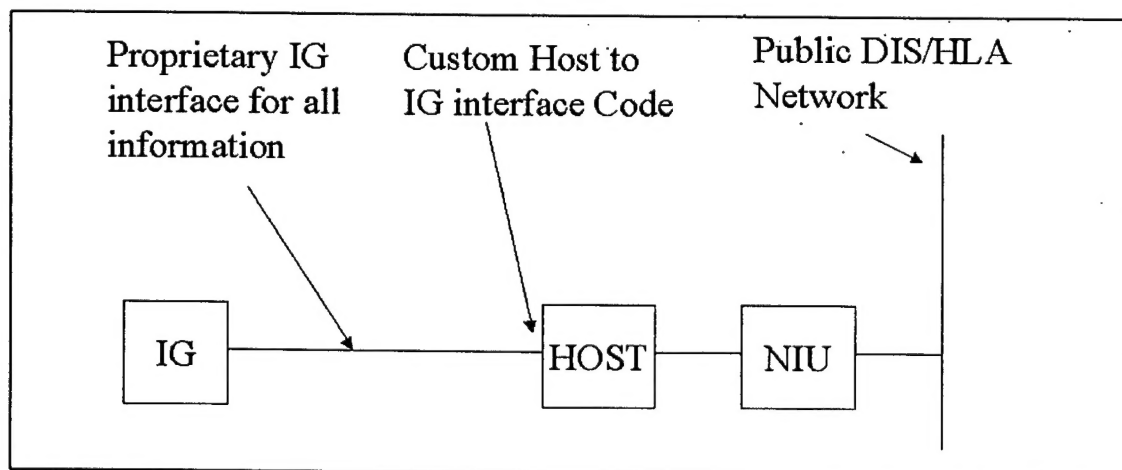 Proprietary IG
interface for all
information
Custom Host to
IG interface Code
Public DIS/HLA
Network
IG
HOST
NIU